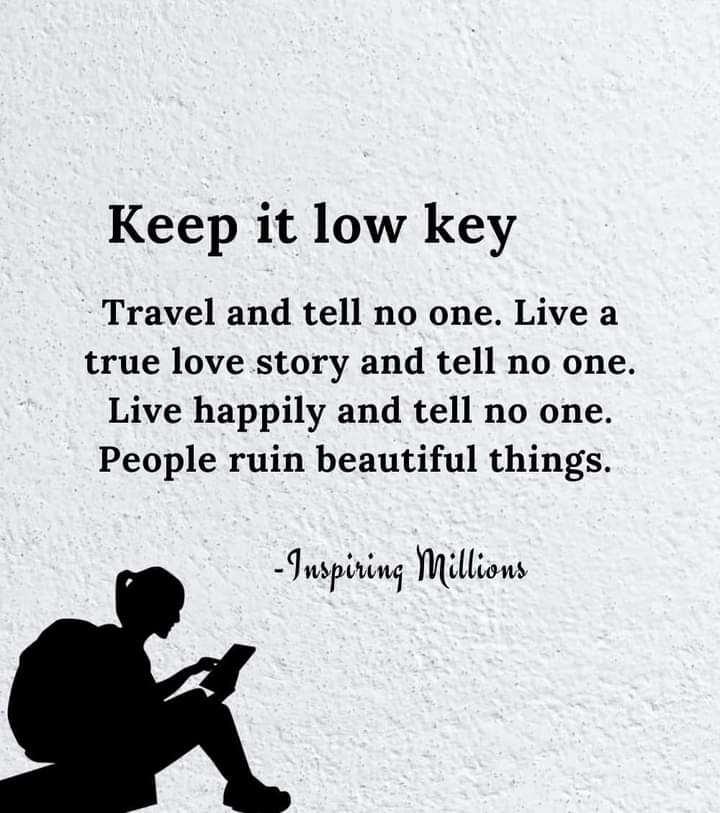 Keep it low key
Travel and tell no one. Live a
true love story and tell no one.
Live happily and tell no one.
People ruin beautiful things.
-Inspiring Millions